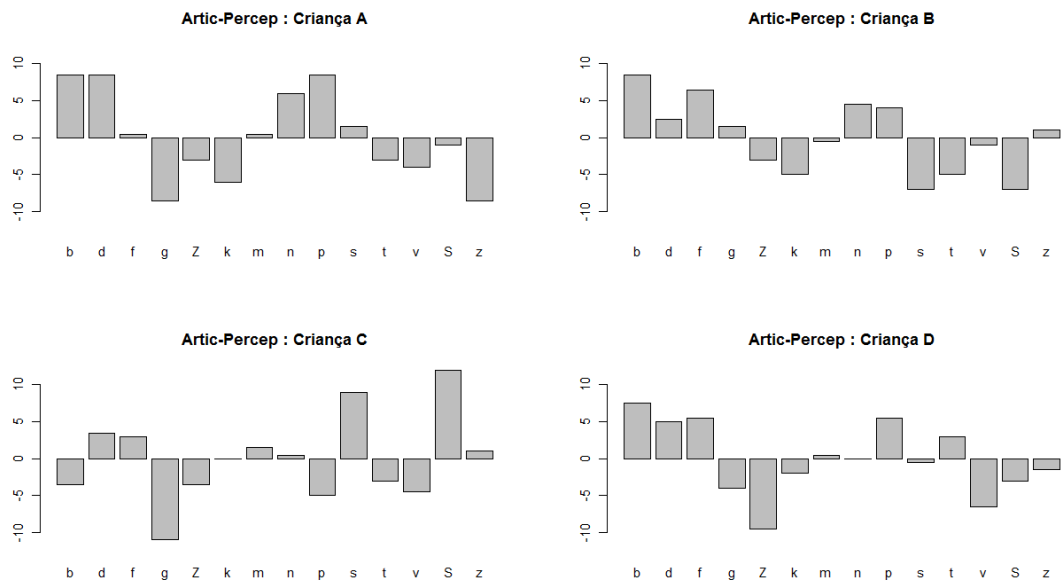 Artic-Percep : Criança A
10
5
0
-5
-10
b d f g Z k m n p s t v S z
Artic-Percep : Criança B
10
5
0
-5
-10
b d f g Z k m n p s t v S z
Artic-Percep : Criança C
10
5
0
-5
-10
b d f g Z k m n p s t v S z
Artic-Percep : Criança D
10
5
0
-5
-10
b d f g Z k m n p s t v S z